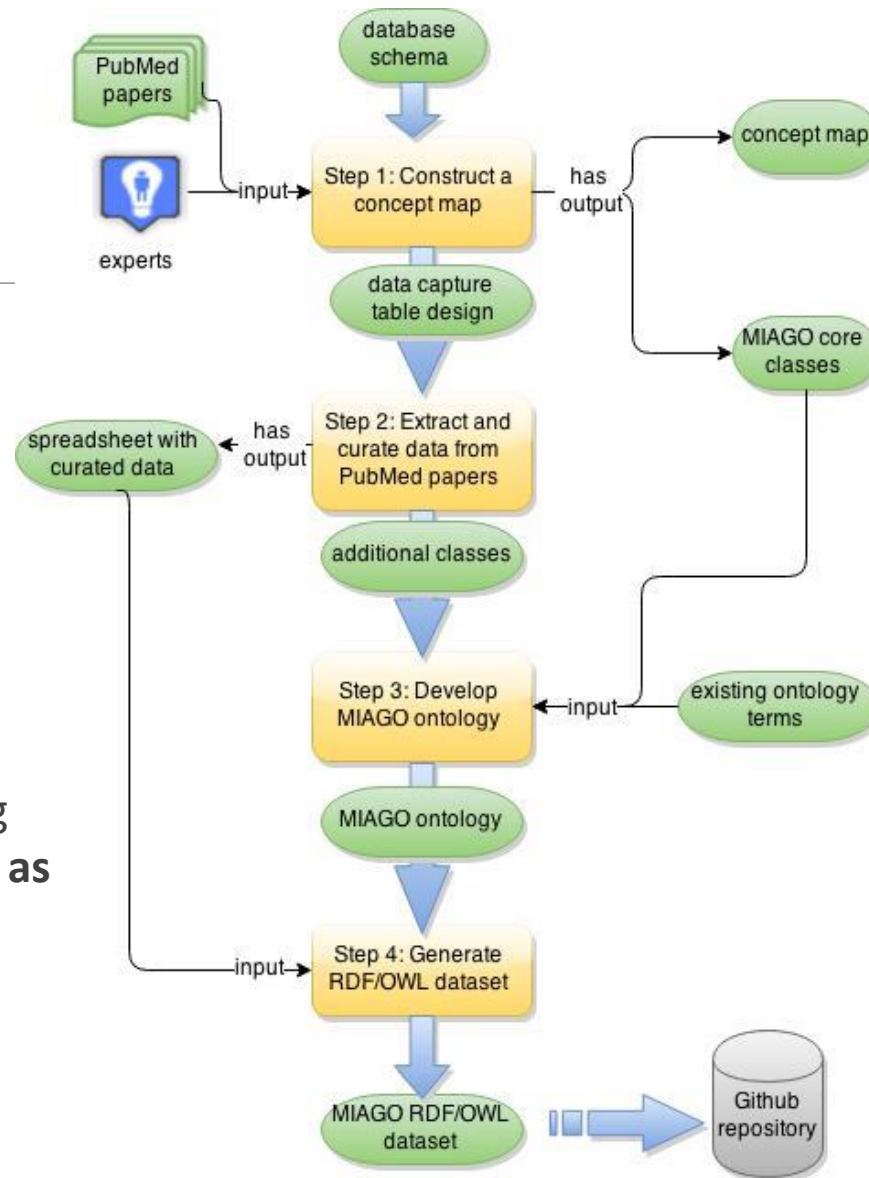 database
schema
PubMed
papers
experts
input
Step 1: Construct a
concept map
has
output
concept map
data capture
table design
MIAGO core
classes
Step 2: Extract and
curate data from
PubMed papers
has
output
spreadsheet with
curated data
additional classes
Step 3: Develop
MIAGO ontology
input
existing ontology
terms
MIAGO ontology
as
Step 4: Generate
RDF/OWL dataset
input
MIAGO RDF/OWL
dataset
Github
repository